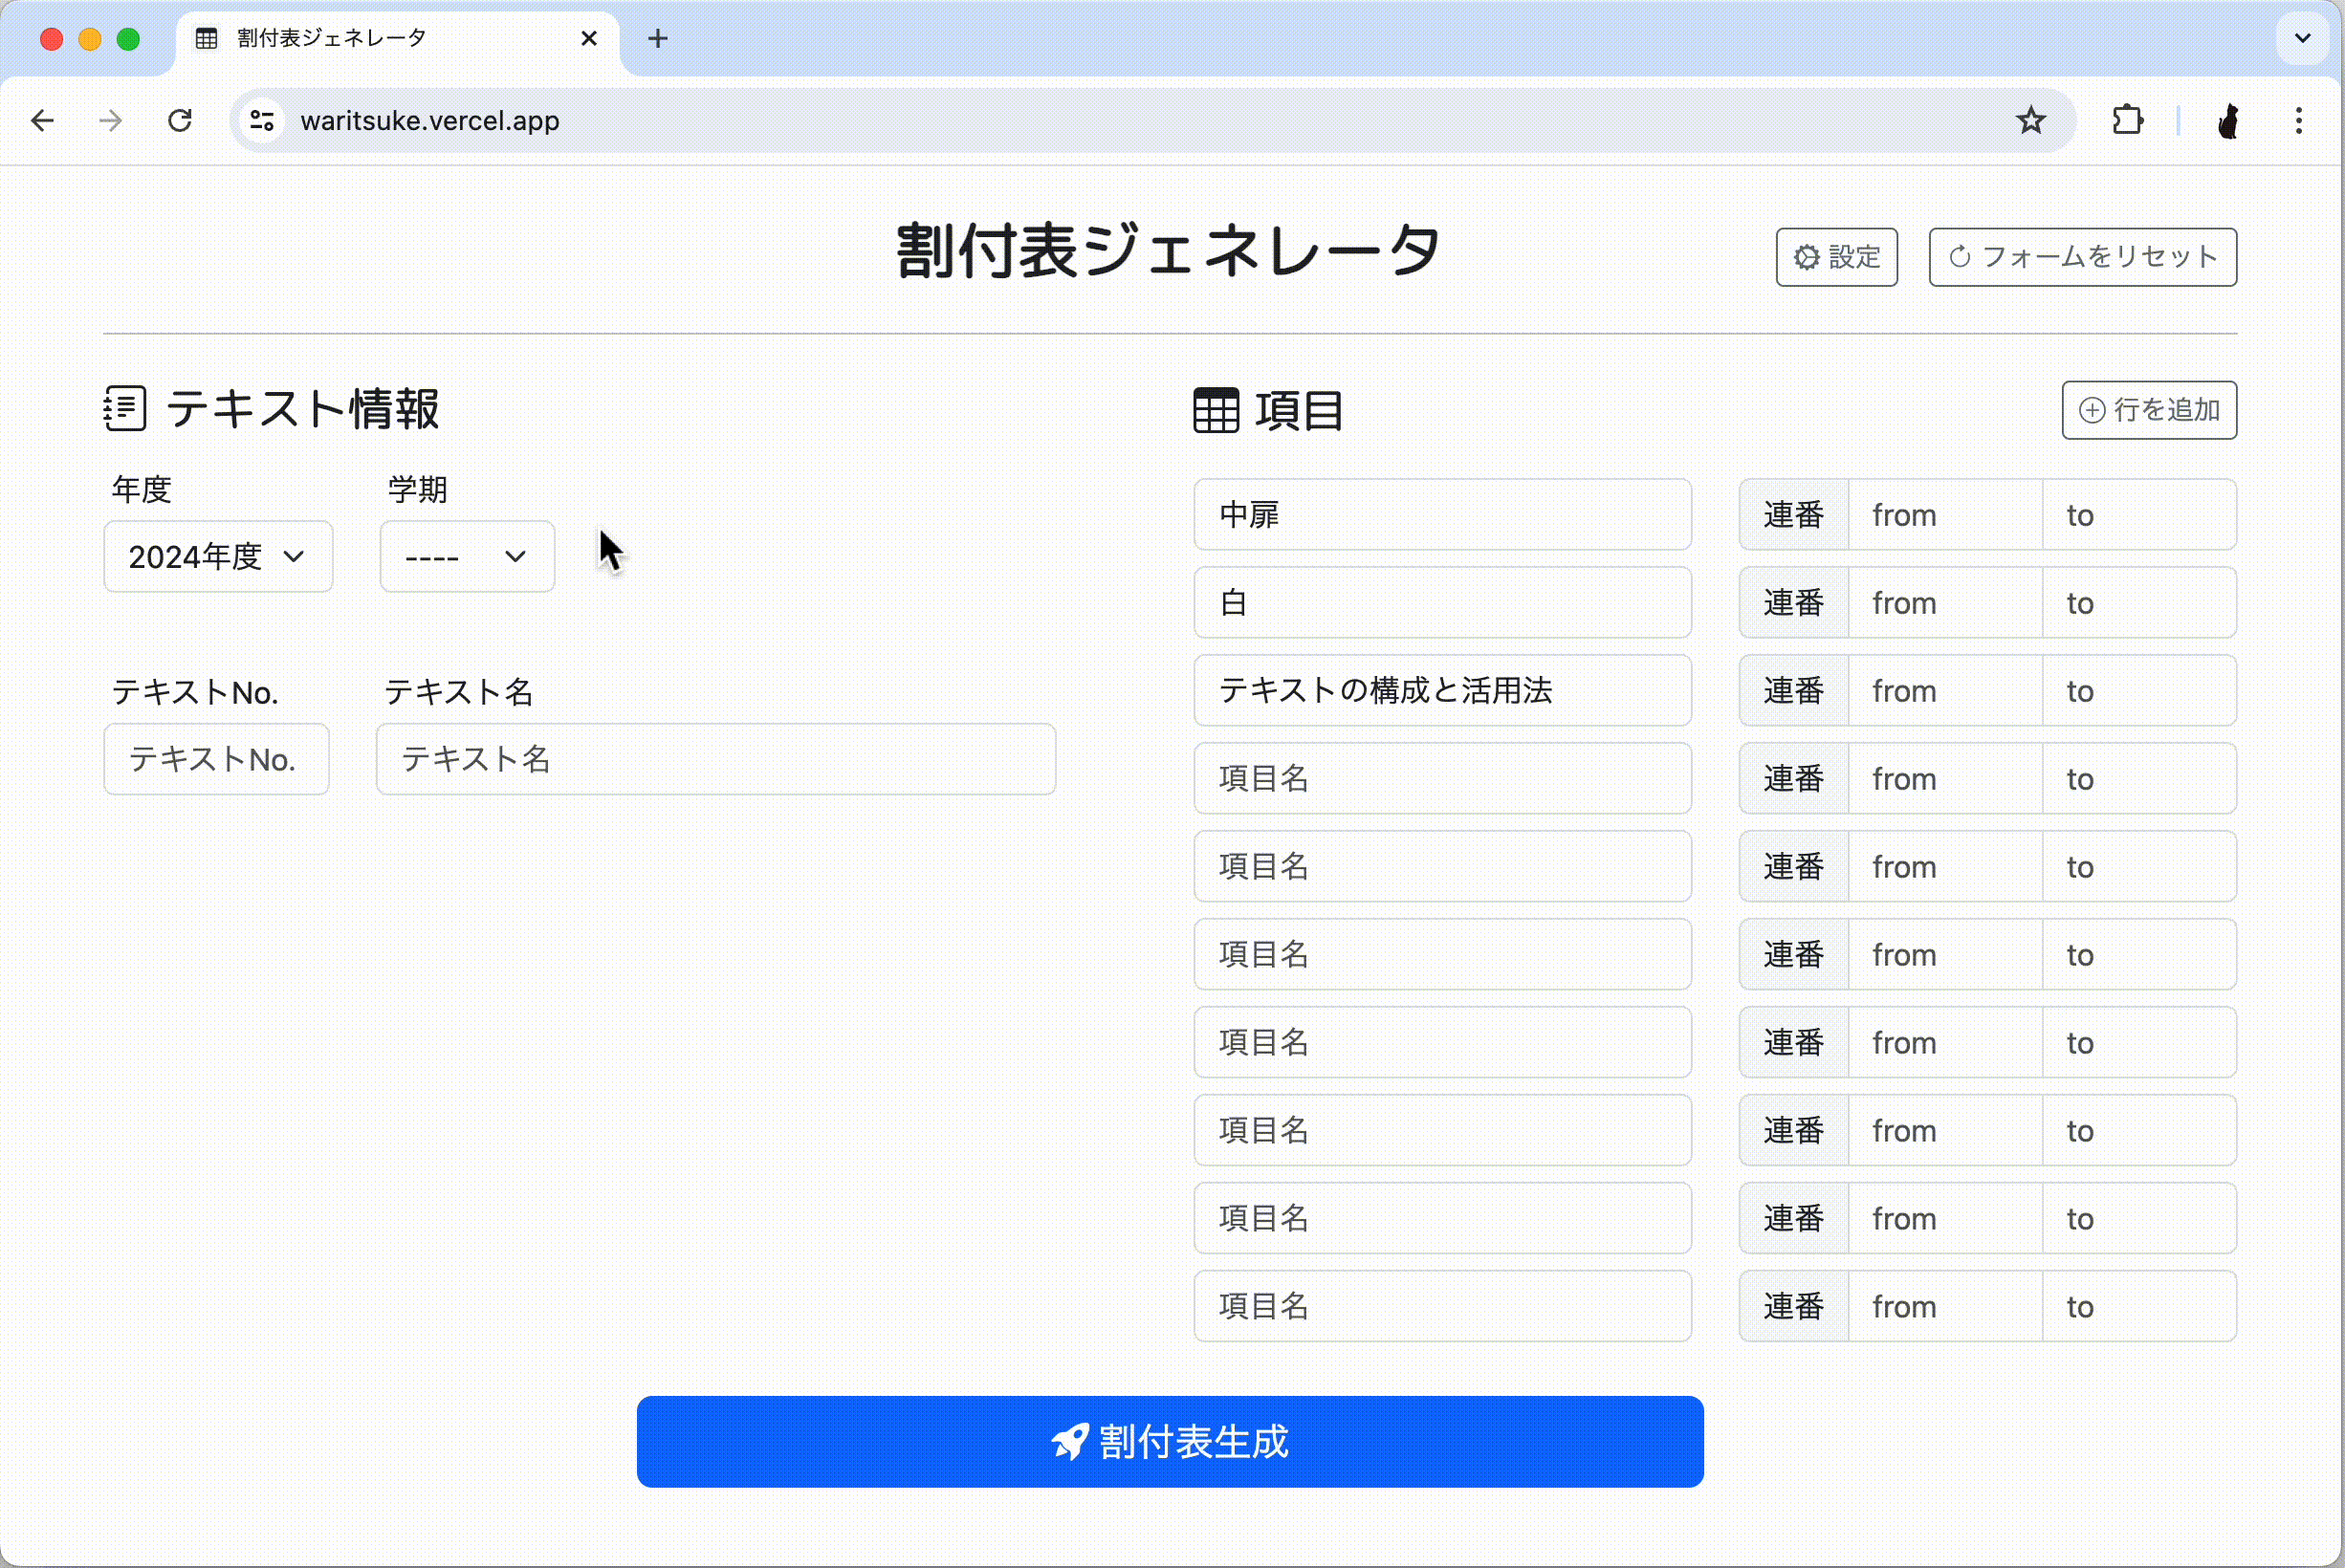 割付表ジェネレータ
waritsuke.vercel.app
割付表ジェネレータ
設定
フォームをリセット
テキスト情報
年度
学期
2024年度
----
テキストNo.
テキスト名
テキストNo.
テキスト名
項目
行を追加
中扉 連番 from to
白 連番 from to
テキストの構成と活用法 連番 from to
項目名 連番 from to
項目名 連番 from to
項目名 連番 from to
項目名 連番 from to
項目名 連番 from to
項目名 連番 from to
項目名 連番 from to
割付表生成